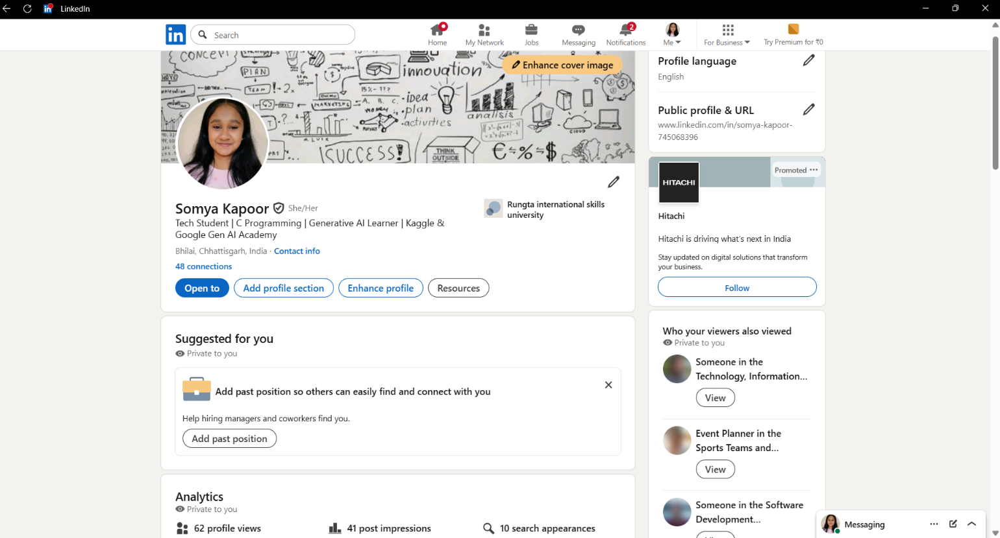 LinkedIn
in
Search
Home
My Network
Jobs
Messaging
2
Notifications
Me
For Business
Try Premium for ₹0
CONCEPT
PLAN
TEAM
MARKETING
15%-???
A. B. C.
innovation
idea
plan
activities
analisis
CLOUD
SUCCESS!
THINK
OUTSIDE
€ ÷ % ÷ $
Enhance cover image
Somya Kapoor
She/Her
Tech Student | C Programming | Generative AI Learner | Kaggle &
Google Gen AI Academy
Bhilai, Chhattisgarh, India · Contact info
48 connections
Rungta international skills
university
Open to
Add profile section
Enhance profile
Resources
Suggested for you
Private to you
Add past position so others can easily find and connect with you
Help hiring managers and coworkers find you.
Add past position
Analytics
Private to you
62 profile views
41 post impressions
10 search appearances
Profile language
English
Public profile & URL
www.linkedin.com/in/somya-kapoor-
745068396
Promoted
HITACHI
Hitachi
Hitachi is driving what's next in India
Stay updated on digital solutions that transform
your business.
Follow
Who your viewers also viewed
Private to you
Someone in the
Technology, Information...
View
Event Planner in the
Sports Teams and...
View
Someone in the Software
Development...
Messaging